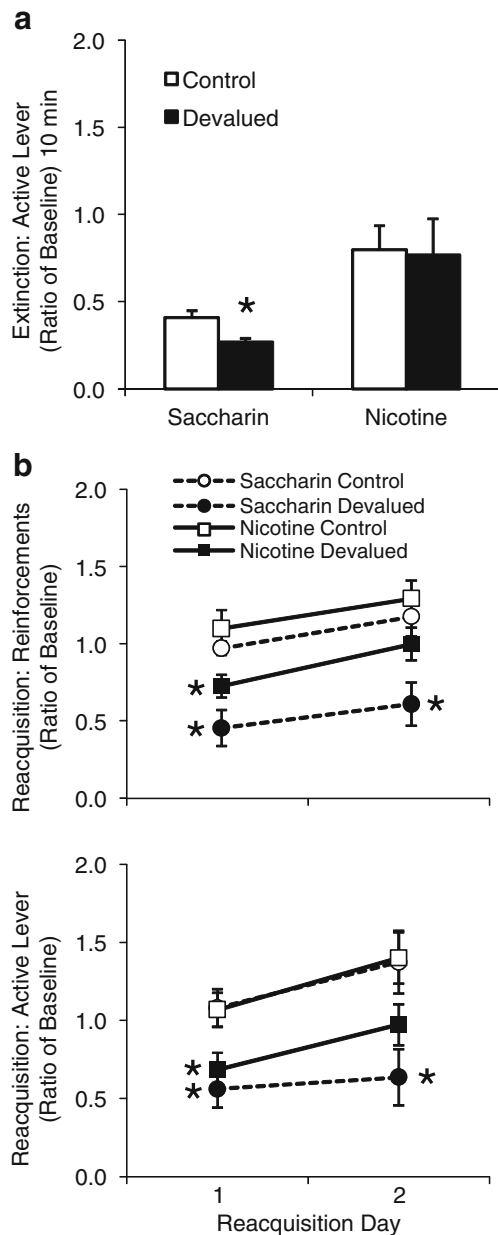 a
Extinction: Active Lever
(Ratio of Baseline) 10 min
2.0
1.5
1.0
0.5
0.0
Control
Devalued
*
Saccharin
Nicotine
b
Reacquisition: Reinforcements
(Ratio of Baseline)
2.0
1.5
1.0
0.5
0.0
Saccharin Control
Saccharin Devalued
Nicotine Control
Nicotine Devalued
*
*
*
Reacquisition: Active Lever
(Ratio of Baseline)
2.0
1.5
1.0
0.5
0.0
*
*
*
1
2
Reacquisition Day